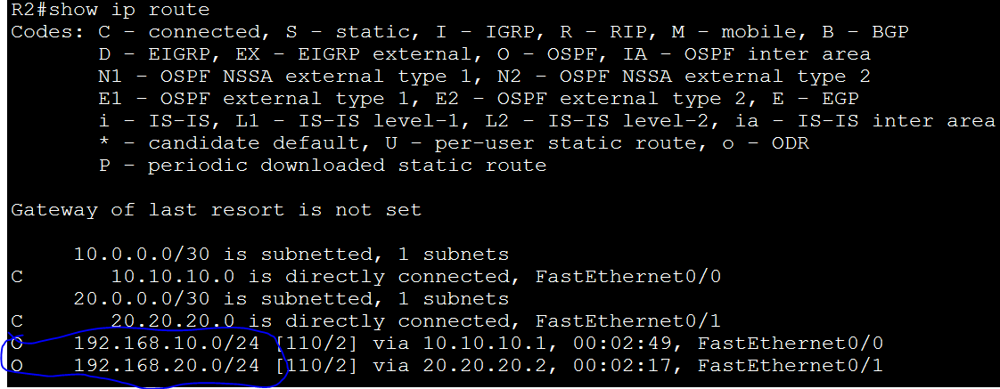 R2#show ip route
Codes: C - connected, S - static, I - IGRP, R - RIP, M - mobile, B - BGP
D - EIGRP, EX - EIGRP external, O - OSPF, IA - OSPF inter area
N1 - OSPF NSSA external type 1, N2 - OSPF NSSA external type 2
E1 - OSPF external type 1, E2 - OSPF external type 2, E - EGP
i - IS-IS, L1 - IS-IS level-1, L2 - IS-IS level-2, ia - IS-IS inter area
* - candidate default, U - per-user static route, o - ODR
P - periodic downloaded static route
Gateway of last resort is not set
10.0.0.0/30 is subnetted, 1 subnets
C 10.10.10.0 is directly connected, FastEthernet0/0
20.0.0.0/30 is subnetted, 1 subnets
C 20.20.20.0 is directly connected, FastEthernet0/1
O 192.168.10.0/24 [110/2] via 10.10.10.1, 00:02:49, FastEthernet0/0
O 192.168.20.0/24 [110/2] via 20.20.20.2, 00:02:17, FastEthernet0/1